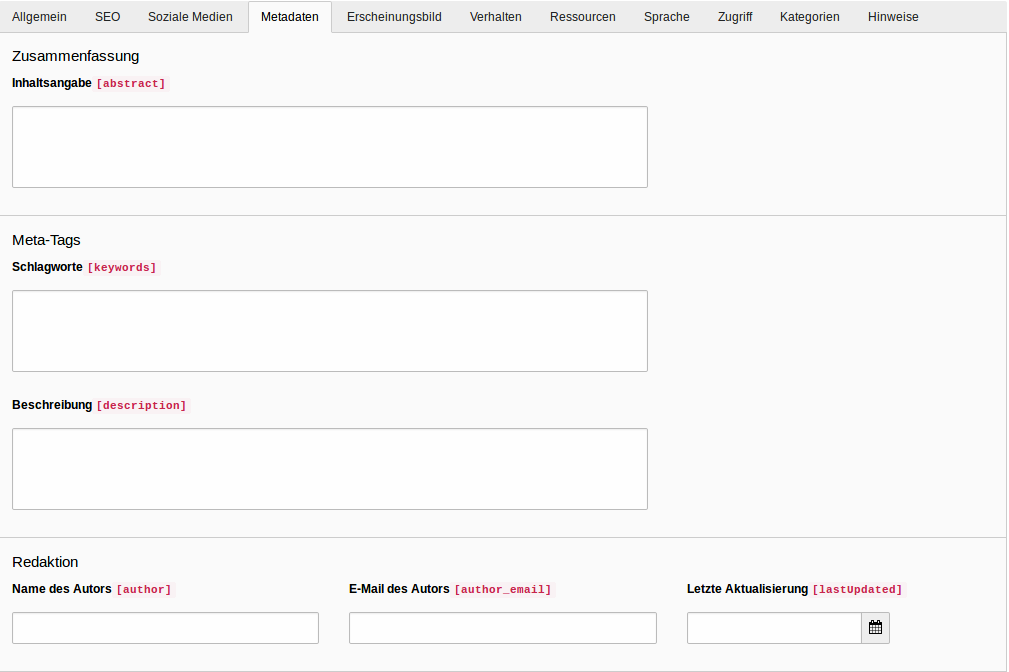 Allgemein SEO Soziale Medien Metadaten Erscheinungsbild Verhalten Ressourcen Sprache Zugriff Kategorien Hinweise
Zusammenfassung
Inhaltsangabe [abstract]
Meta-Tags
Schlagworte [keywords]
Beschreibung [description]
Redaktion
Name des Autors [author] E-Mail des Autors [author_email] Letzte Aktualisierung [lastUpdated]